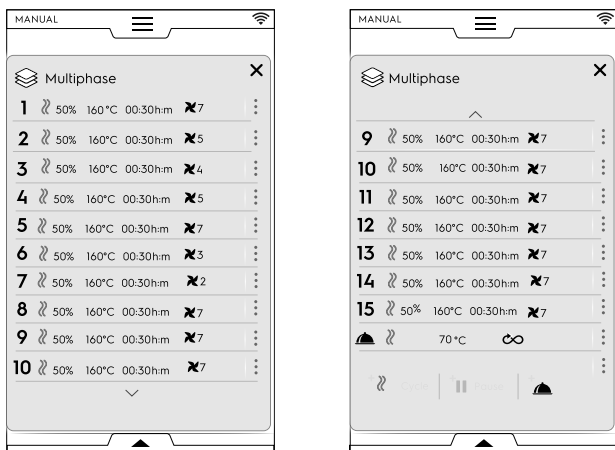 MANUAL
Multiphase
1 50% 160°C 00:30h:m 7
2 50% 160°C 00:30h:m 5
3 50% 160°C 00:30h:m 4
4 50% 160°C 00:30h:m 5
5 50% 160°C 00:30h:m 7
6 50% 160°C 00:30h:m 3
7 50% 160°C 00:30h:m 2
8 50% 160°C 00:30h:m 7
9 50% 160°C 00:30h:m 7
10 50% 160°C 00:30h:m 7
MANUAL
Multiphase
9 50% 160°C 00:30h:m 7
10 50% 160°C 00:30h:m 7
11 50% 160°C 00:30h:m 7
12 50% 160°C 00:30h:m 7
13 50% 160°C 00:30h:m 7
14 50% 160°C 00:30h:m 7
15 50% 160°C 00:30h:m 7
70°C
Pause